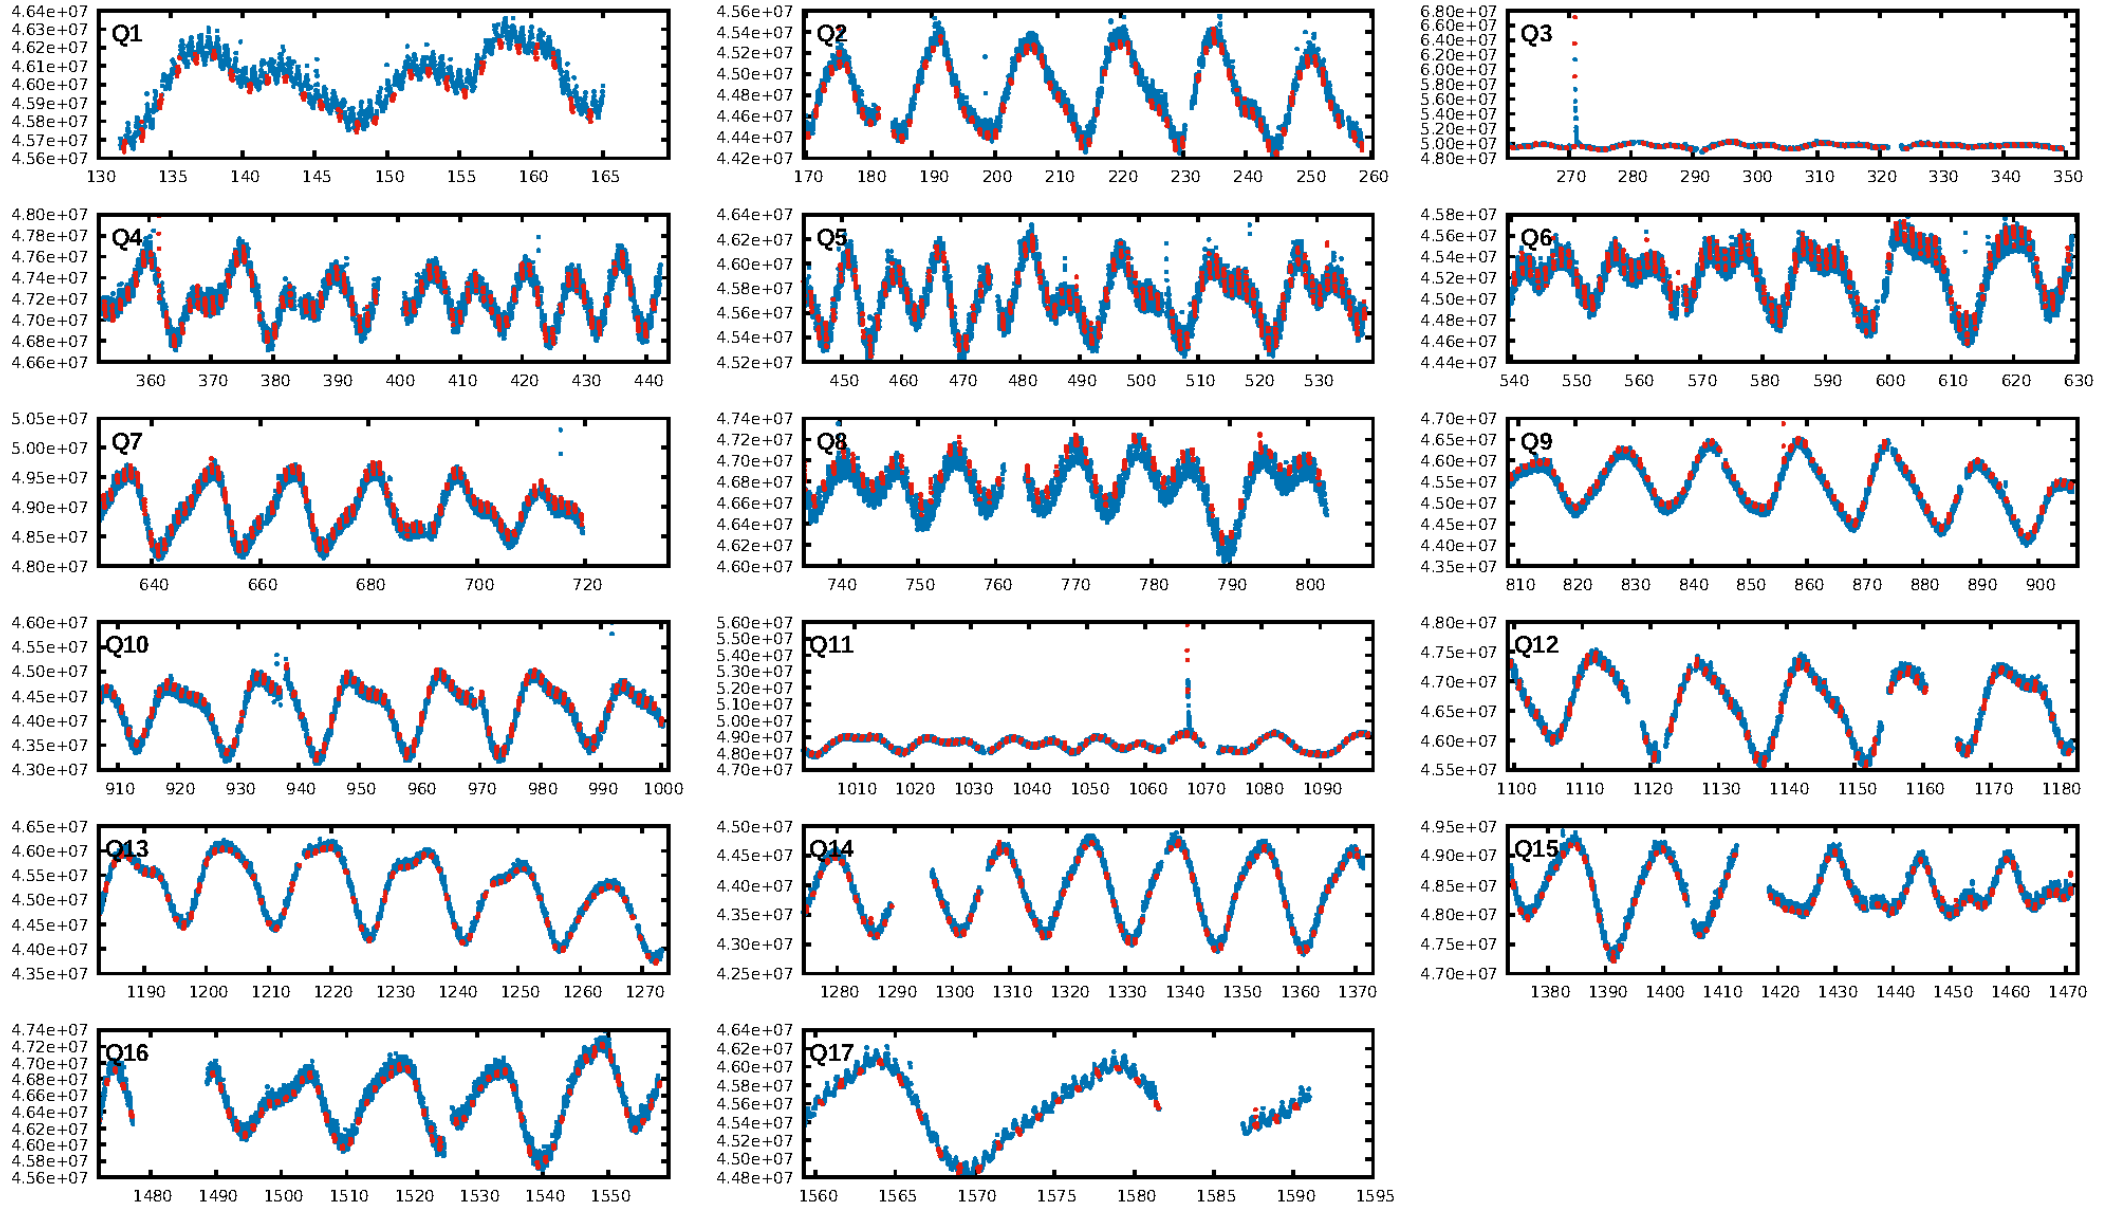 Q1
4.64e+07
4.63e+07
4.62e+07
4.61e+07
4.60e+07
4.59e+07
4.58e+07
4.57e+07
4.56e+07
130 135 140 145 150 155 160 165
Q2
4.56e+07
4.54e+07
4.52e+07
4.50e+07
4.48e+07
4.46e+07
4.44e+07
4.42e+07
170 180 190 200 210 220 230 240 250 260
Q3
6.80e+07
6.60e+07
6.40e+07
6.20e+07
6.00e+07
5.80e+07
5.60e+07
5.40e+07
5.20e+07
5.00e+07
4.80e+07
270 280 290 300 310 320 330 340 350
Q4
4.80e+07
4.78e+07
4.76e+07
4.74e+07
4.72e+07
4.70e+07
4.68e+07
4.66e+07
360 370 380 390 400 410 420 430 440
Q5
4.64e+07
4.62e+07
4.60e+07
4.58e+07
4.56e+07
4.54e+07
4.52e+07
450 460 470 480 490 500 510 520 530
Q6
4.58e+07
4.56e+07
4.54e+07
4.52e+07
4.50e+07
4.48e+07
4.46e+07
4.44e+07
540 550 560 570 580 590 600 610 620 630
Q7
5.05e+07
5.00e+07
4.95e+07
4.90e+07
4.85e+07
4.80e+07
640 660 680 700 720
Q8
4.74e+07
4.72e+07
4.70e+07
4.68e+07
4.66e+07
4.64e+07
4.62e+07
4.60e+07
740 750 760 770 780 790 800
Q9
4.70e+07
4.65e+07
4.60e+07
4.55e+07
4.50e+07
4.45e+07
4.40e+07
4.35e+07
810 820 830 840 850 860 870 880 890 900
Q10
4.60e+07
4.55e+07
4.50e+07
4.45e+07
4.40e+07
4.35e+07
4.30e+07
910 920 930 940 950 960 970 980 990 1000
Q11
5.60e+07
5.50e+07
5.40e+07
5.30e+07
5.20e+07
5.10e+07
5.00e+07
4.90e+07
4.80e+07
4.70e+07
1010 1020 1030 1040 1050 1060 1070 1080 1090
Q12
4.80e+07
4.75e+07
4.70e+07
4.65e+07
4.60e+07
4.55e+07
1100 1110 1120 1130 1140 1150 1160 1170 1180
Q13
4.65e+07
4.60e+07
4.55e+07
4.50e+07
4.45e+07
4.40e+07
4.35e+07
1190 1200 1210 1220 1230 1240 1250 1260 1270
Q14
4.50e+07
4.45e+07
4.40e+07
4.35e+07
4.30e+07
4.25e+07
1280 1290 1300 1310 1320 1330 1340 1350 1360 1370
Q15
4.95e+07
4.90e+07
4.85e+07
4.80e+07
4.75e+07
4.70e+07
1380 1390 1400 1410 1420 1430 1440 1450 1460 1470
Q16
4.74e+07
4.72e+07
4.70e+07
4.68e+07
4.66e+07
4.64e+07
4.62e+07
4.60e+07
4.58e+07
4.56e+07
1480 1490 1500 1510 1520 1530 1540 1550
Q17
4.64e+07
4.62e+07
4.60e+07
4.58e+07
4.56e+07
4.54e+07
4.52e+07
4.50e+07
4.48e+07
1560 1565 1570 1575 1580 1585 1590 1595